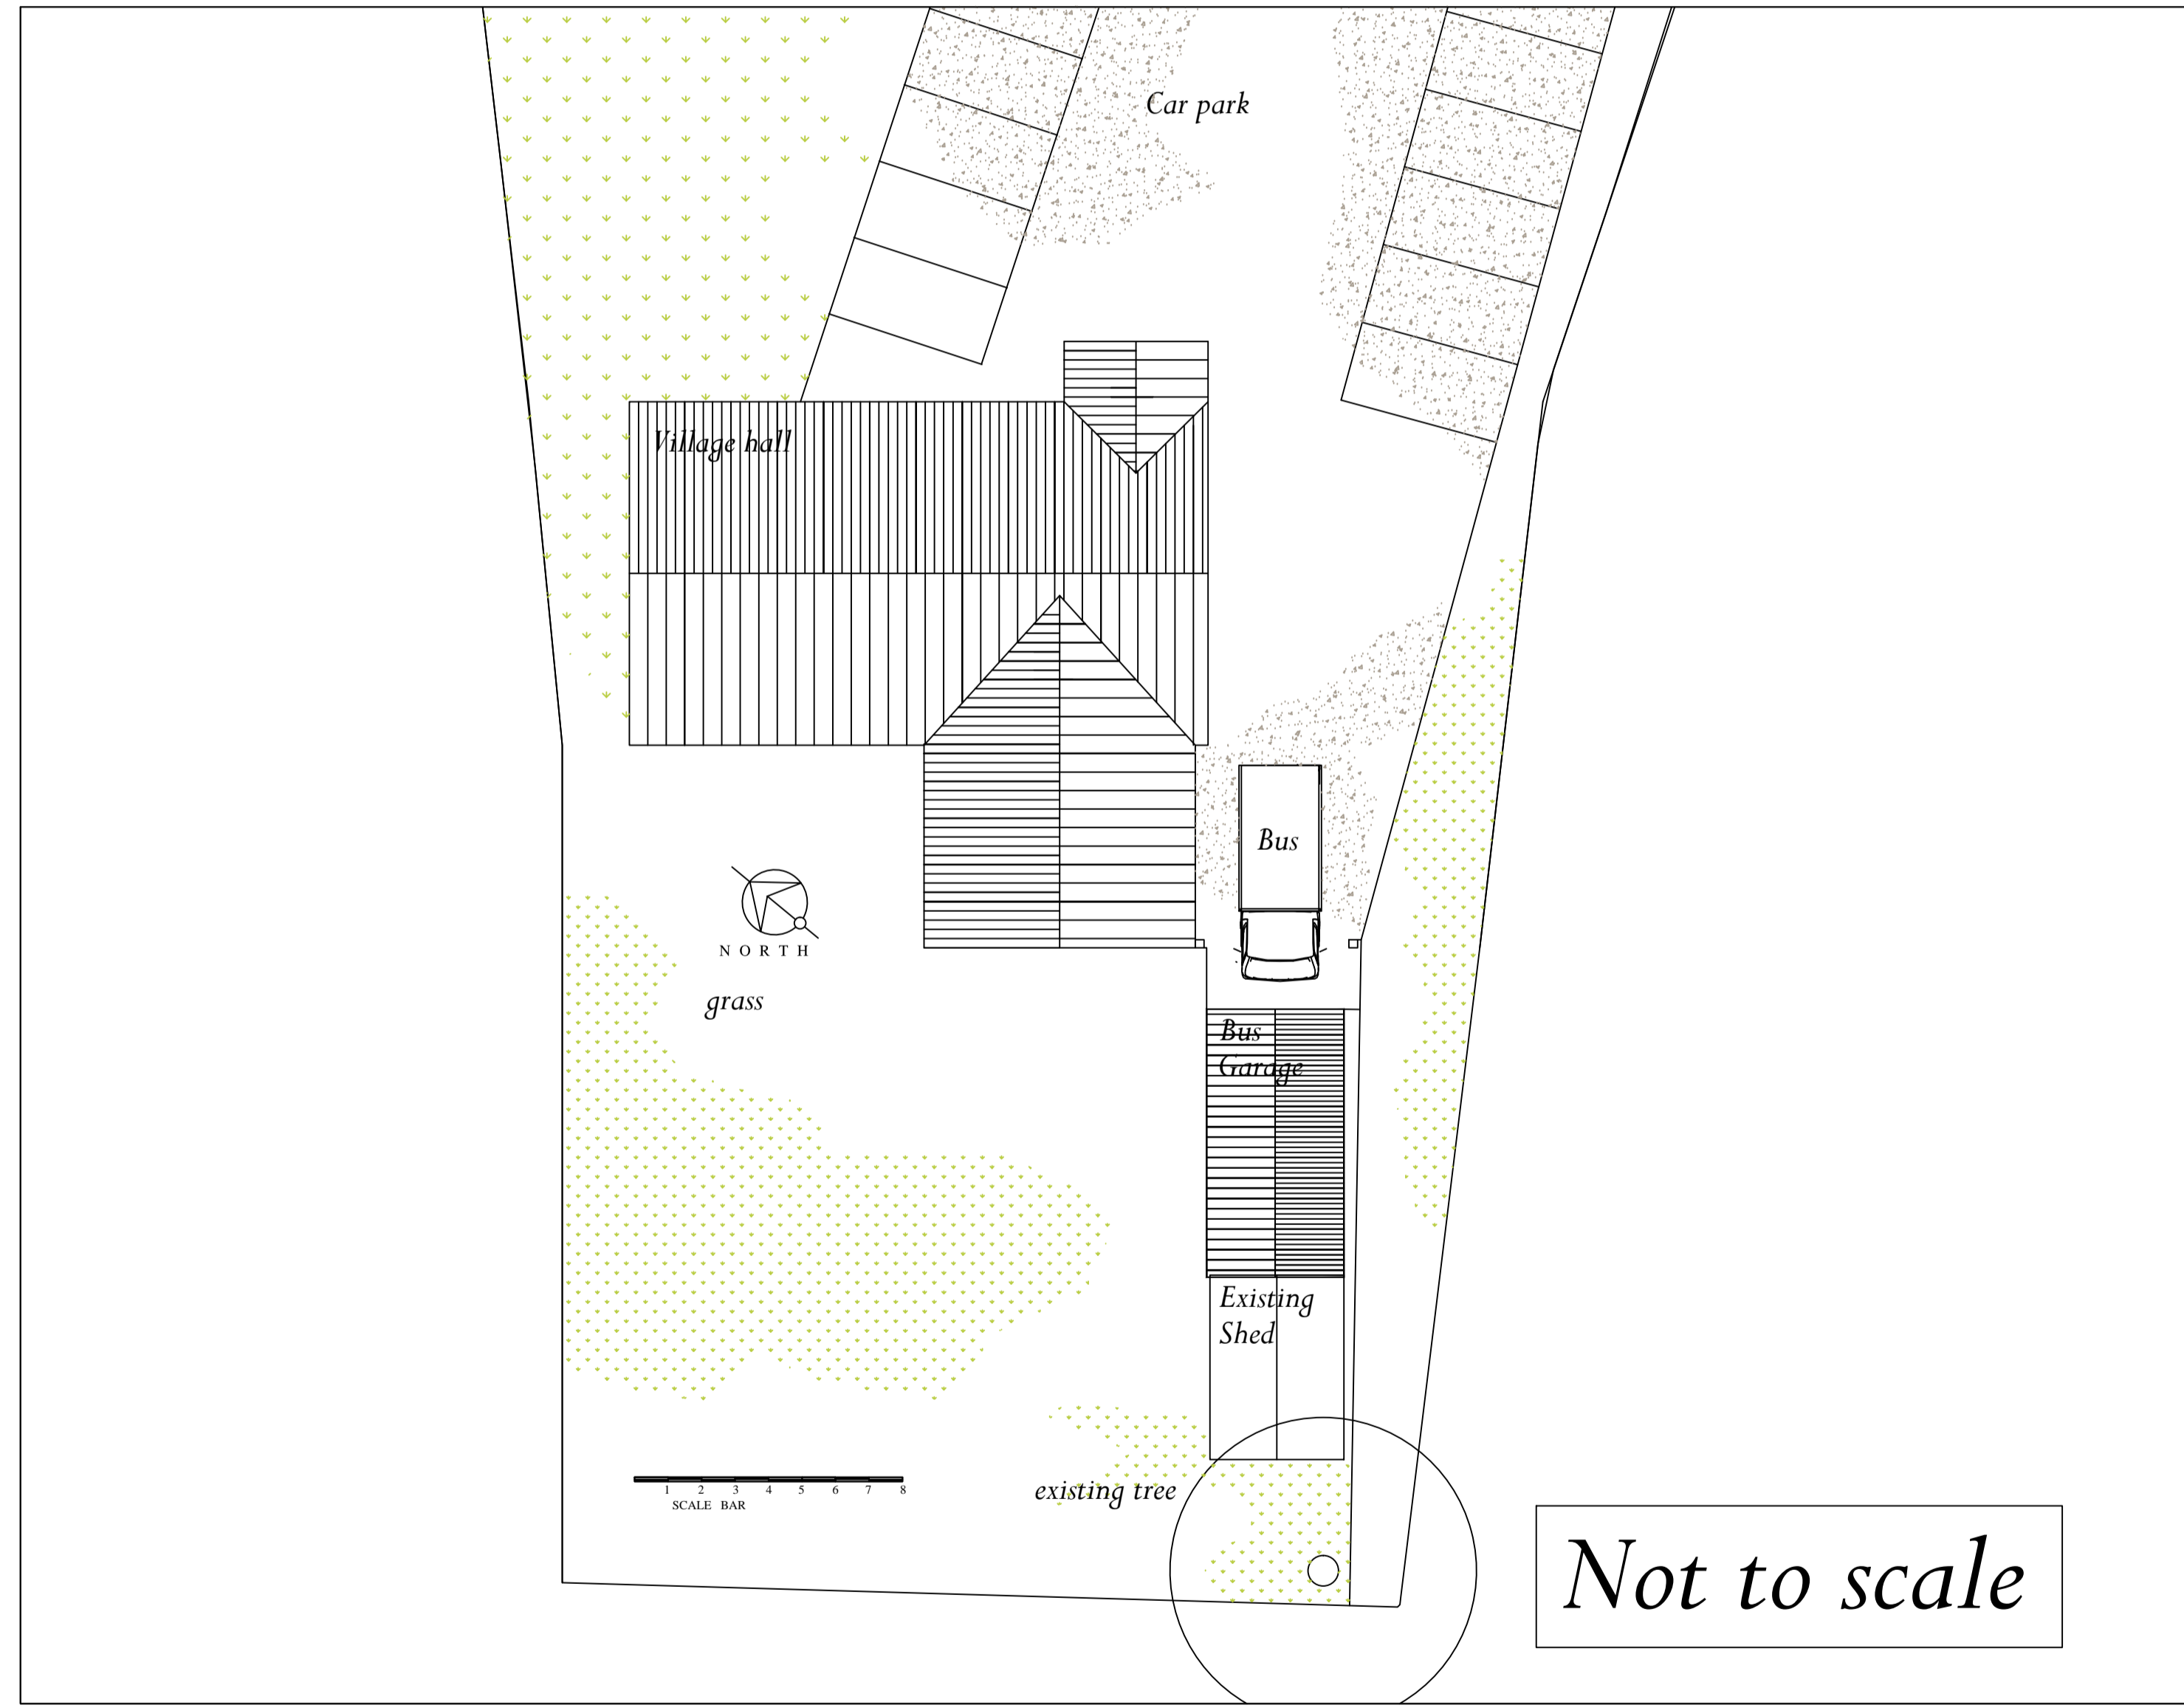 Car park
Village hall
Bus
NORTH
grass
Bus
Garage
Existing
Shed
1 2 3 4 5 6 7 8
SCALE BAR
existing tree
Not to scale